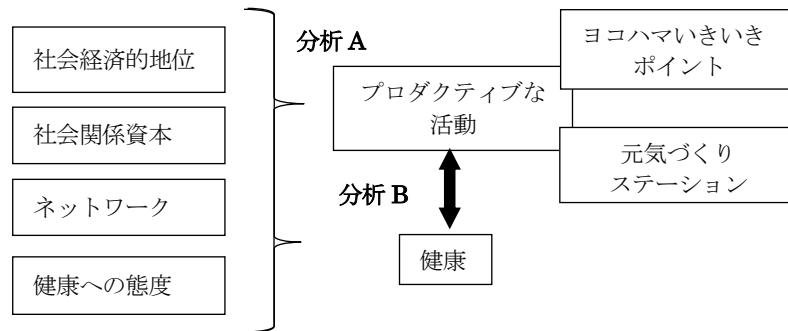 社会経済的地位
社会関係資本
ネットワーク
健康への態度
分析 A
プロダクティブな
活動
ヨコハマいきいき
ポイント
元気づくり
ステーション
分析 B
健康